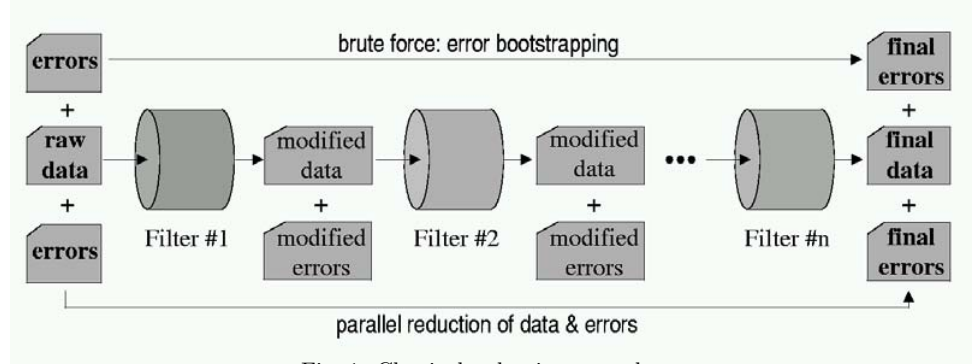 brute force: error bootstrapping
errors
final
errors
+
+
raw
data
modified
data
modified
data
•••
final
data
+
+
+
+
errors
Filter #1
modified
errors
Filter #2
modified
errors
Filter #n
final
errors
parallel reduction of data & errors